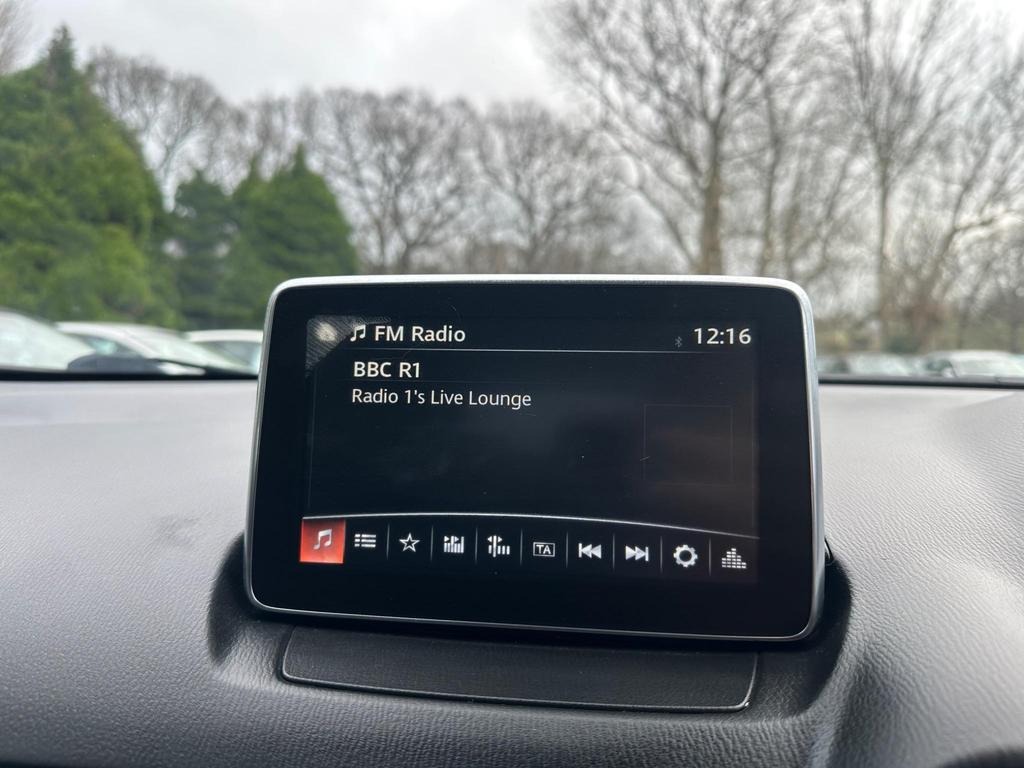 FM Radio
12:16
BBC R1
Radio 1's Live Lounge
TA